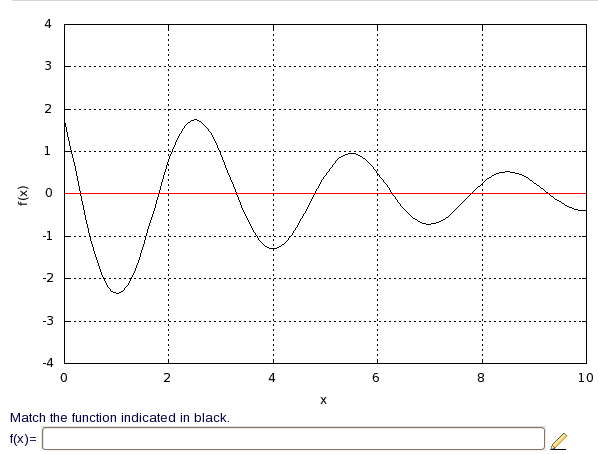 4
3
2
1
0
-1
-2
-3
-4
f(x)
0 2 4 6 8 10
x
Match the function indicated in black.
f(x)=